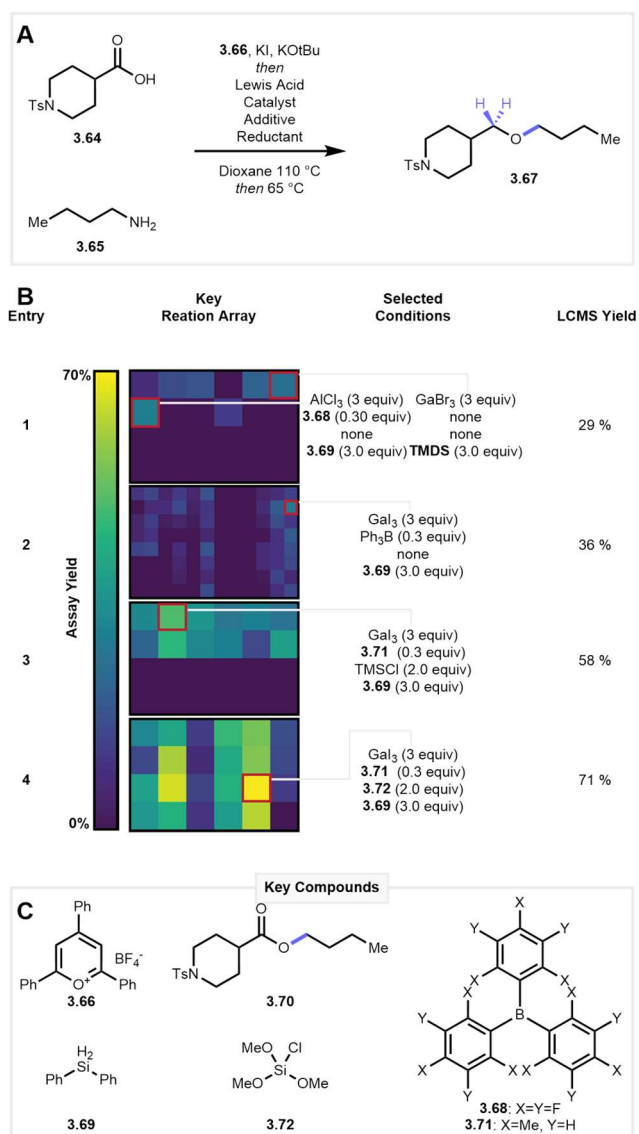 A
O
OH
TsN
3.64
Me
NH2
3.65
3.66, KI, KOtBu
then
Lewis Acid
Catalyst
Additive
Reductant
Dioxane 110 °C
then 65 °C
H H
O
Me
TsN
3.67
B
Entry
Key
Reation Array
Selected
Conditions
LCMS Yield
70%
Assay Yield
0%
1
AlCl3 (3 equiv) GaBr3 (3 equiv)
3.68 (0.30 equiv) none
none none
3.69 (3.0 equiv) TMDS (3.0 equiv)
29 %
2
GaI3 (3 equiv)
Ph3B (0.3 equiv)
none
3.69 (3.0 equiv)
36 %
3
GaI3 (3 equiv)
3.71 (0.3 equiv)
TMSCl (2.0 equiv)
3.69 (3.0 equiv)
58 %
4
GaI3 (3 equiv)
3.71 (0.3 equiv)
3.72 (2.0 equiv)
3.69 (3.0 equiv)
71 %
Key Compounds
C
Ph
BF4-
Ph O+ Ph
3.66
O
O
Me
TsN
3.70
H2
Si
Ph Ph
3.69
MeO Cl
Si
MeO OMe
3.72
X
Y Y
X X
X X
Y B Y
X X X X
Y Y
3.68: X=Y=F
3.71: X=Me, Y=H